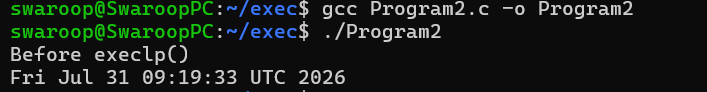 swaroop@SwaroopPC:~/exec$ gcc Program2.c -o Program2
swaroop@SwaroopPC:~/exec$ ./Program2
Before execlp()
Fri Jul 31 09:19:33 UTC 2026